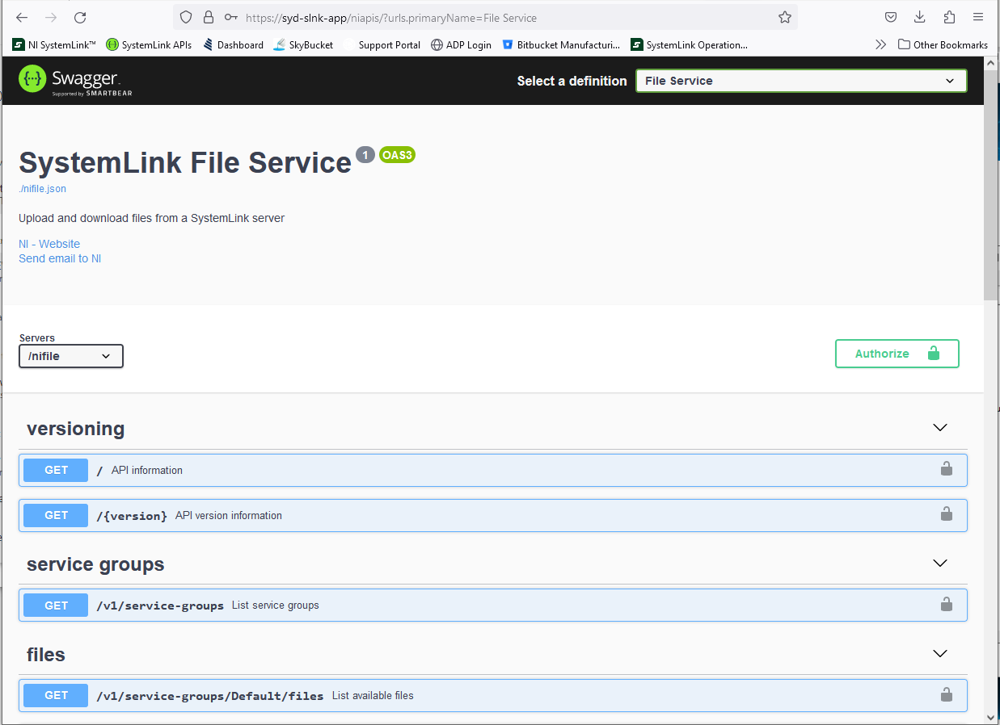 https://syd-slnk-app/niapis/?urls.primaryName=File Service
NI SystemLink™ SystemLink APIs Dashboard SkyBucket Support Portal ADP Login Bitbucket Manufacturi... SystemLink Operation... Other Bookmarks
Swagger.
Supported by SMARTBEAR
Select a definition File Service
SystemLink File Service 1 OAS3
./nifile.json
Upload and download files from a SystemLink server
NI - Website
Send email to NI
Servers
/nifile
Authorize
versioning
GET / API information
GET /{version} API version information
service groups
GET /v1/service-groups List service groups
files
GET /v1/service-groups/Default/files List available files